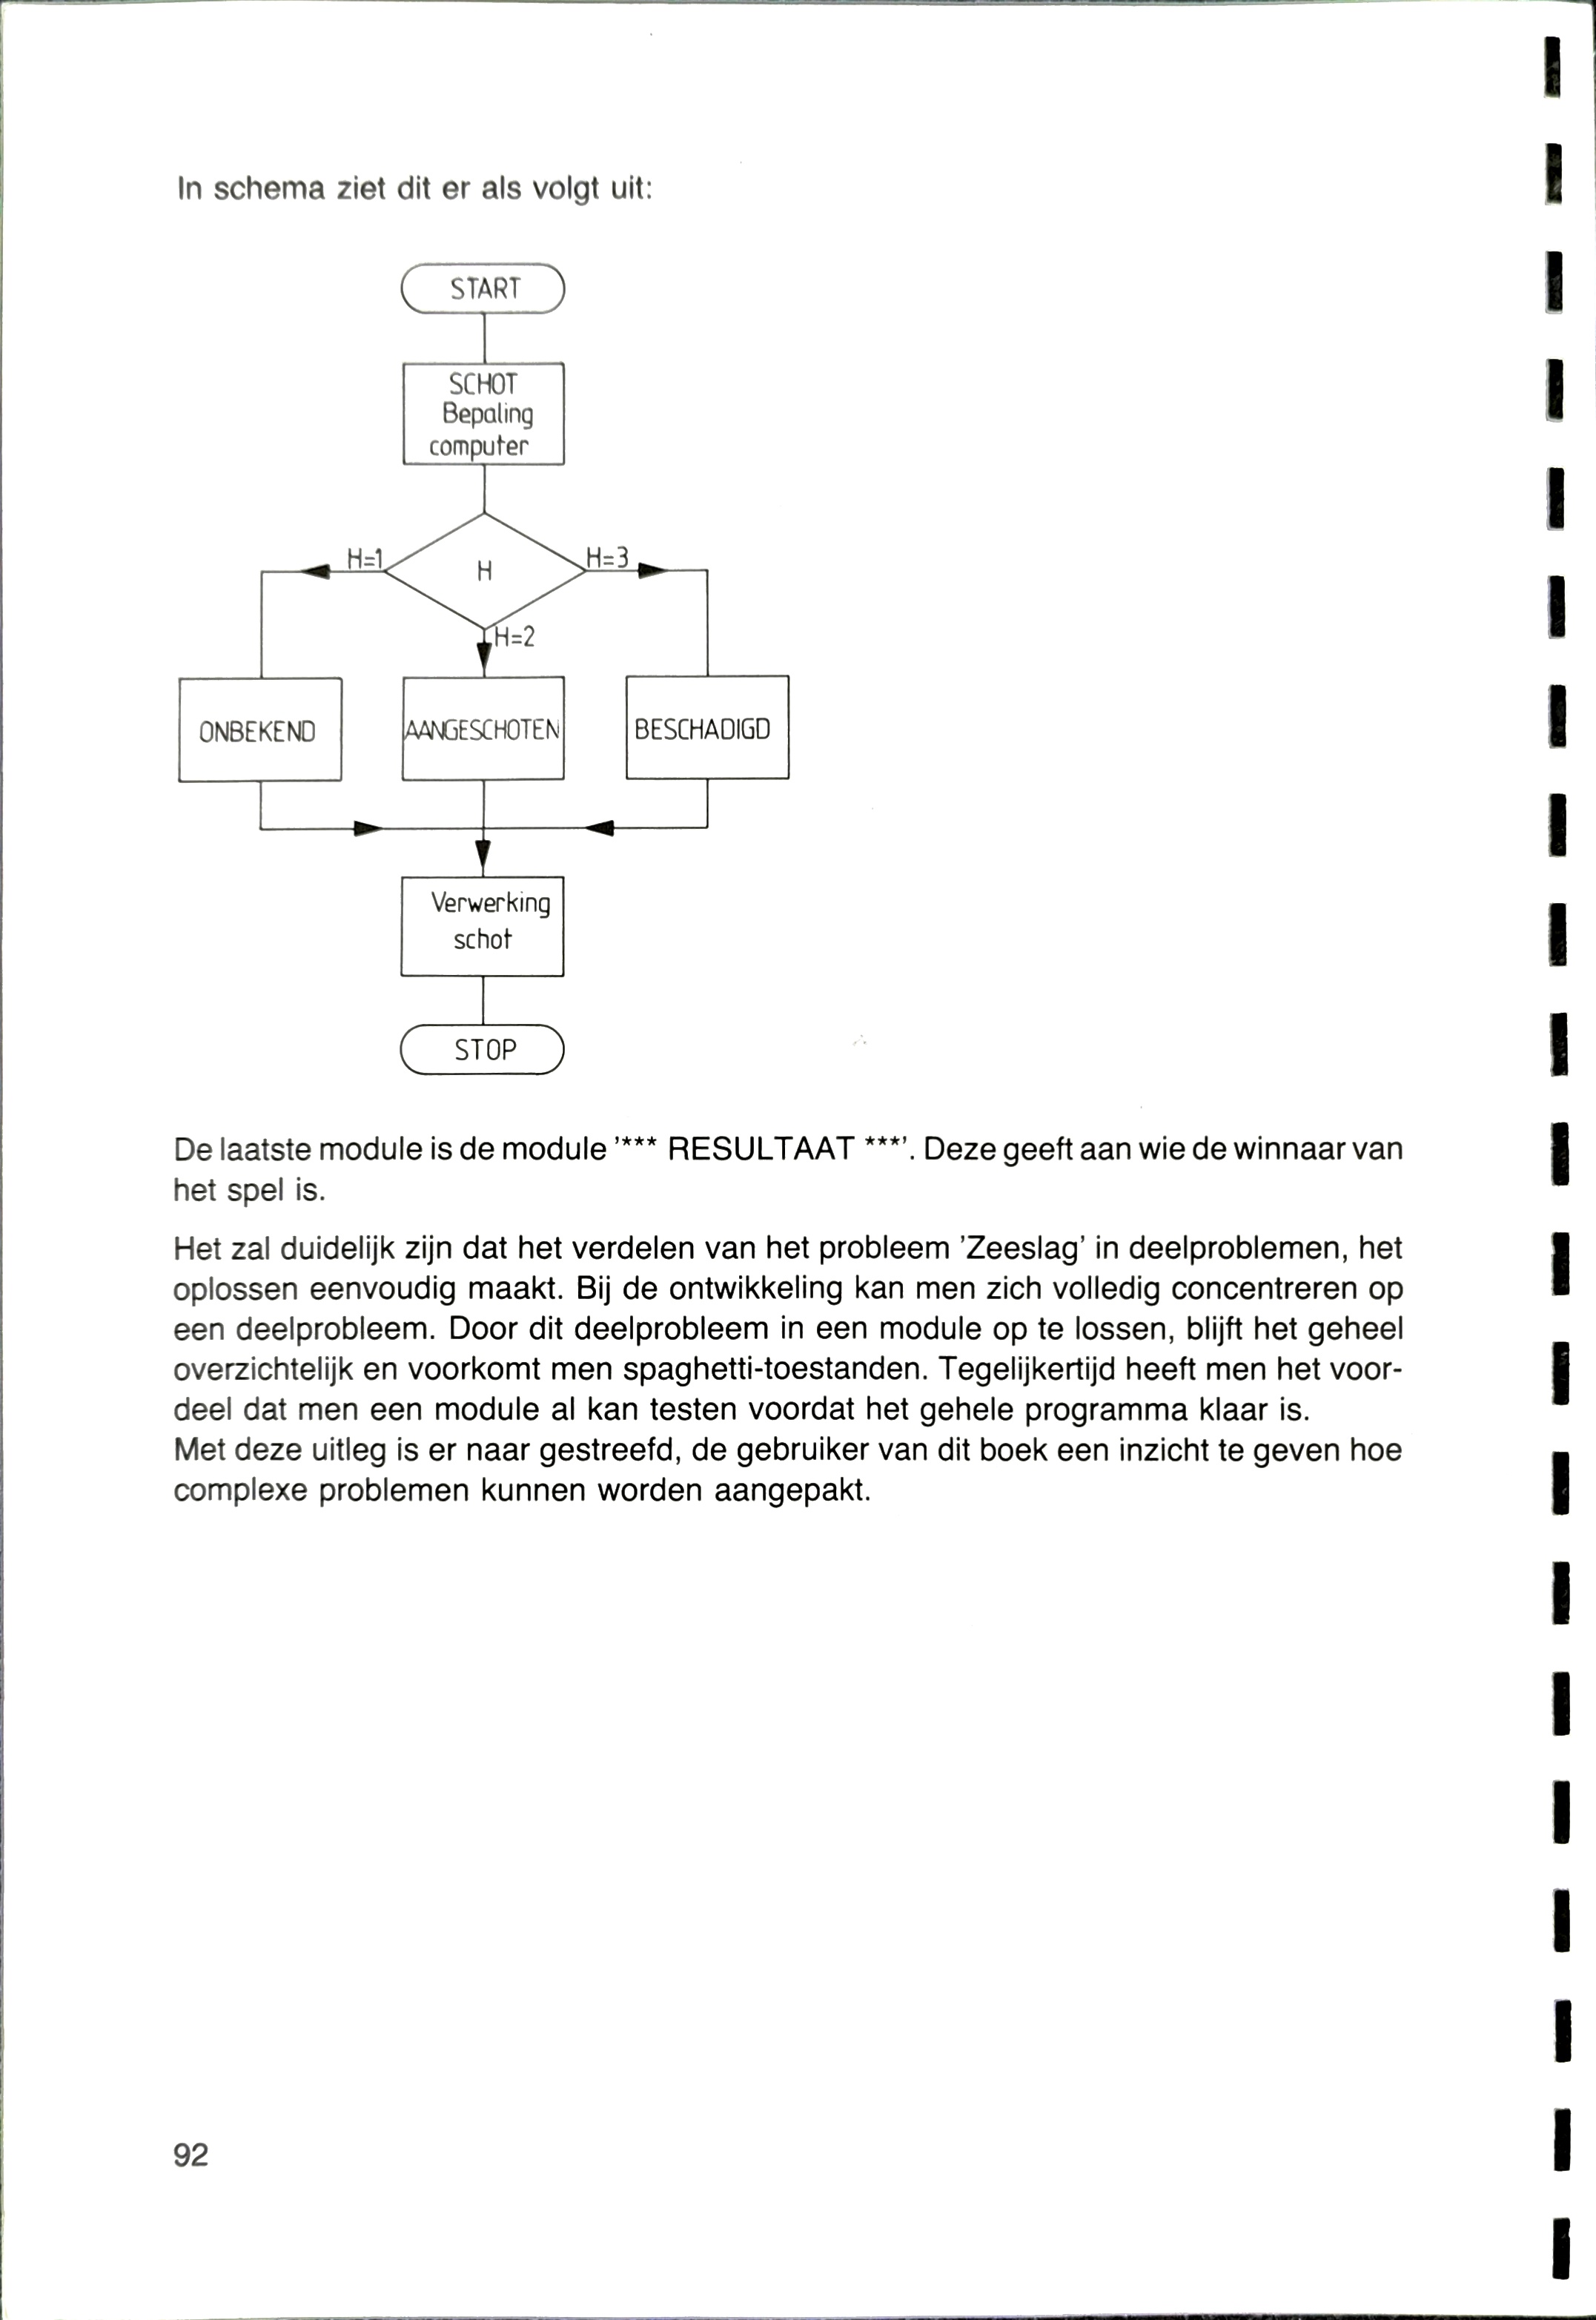 In schema ziet dit er als volgt uit:
START
SCHOT
Bepaling
computer
H=1
H
H=3
H=2
ONBEKEND
AANGESCHOTEN
BESCHADIGD
Verwerking
schot
STOP
De laatste module is de module '*** RESULTAAT ***'. Deze geeft aan wie de winnaar van
het spel is.
Het zal duidelijk zijn dat het verdelen van het probleem 'Zeeslag' in deelproblemen, het
oplossen eenvoudig maakt. Bij de ontwikkeling kan men zich volledig concentreren op
een deelprobleem. Door dit deelprobleem in een module op te lossen, blijft het geheel
overzichtelijk en voorkomt men spaghetti-toestanden. Tegelijkertijd heeft men het voor-
deel dat men een module al kan testen voordat het gehele programma klaar is.
Met deze uitleg is er naar gestreefd, de gebruiker van dit boek een inzicht te geven hoe
complexe problemen kunnen worden aangepakt.
92